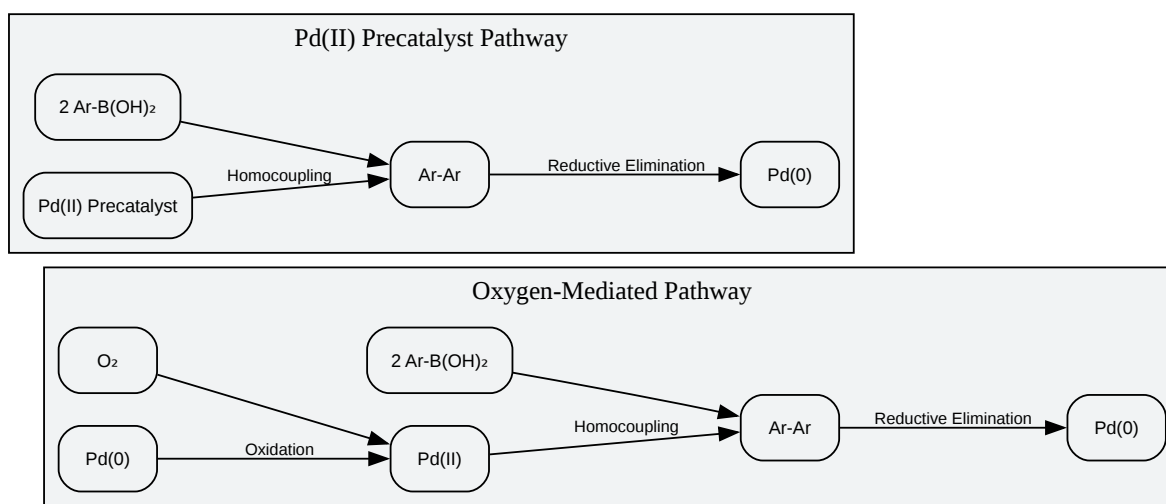 Pd(II) Precatalyst Pathway
2 Ar-B(OH)₂
Pd(II) Precatalyst
Homocoupling
Ar-Ar
Reductive Elimination
Pd(0)
Oxygen-Mediated Pathway
O₂
Pd(0)
Oxidation
2 Ar-B(OH)₂
Pd(II)
Homocoupling
Ar-Ar
Reductive Elimination
Pd(0)